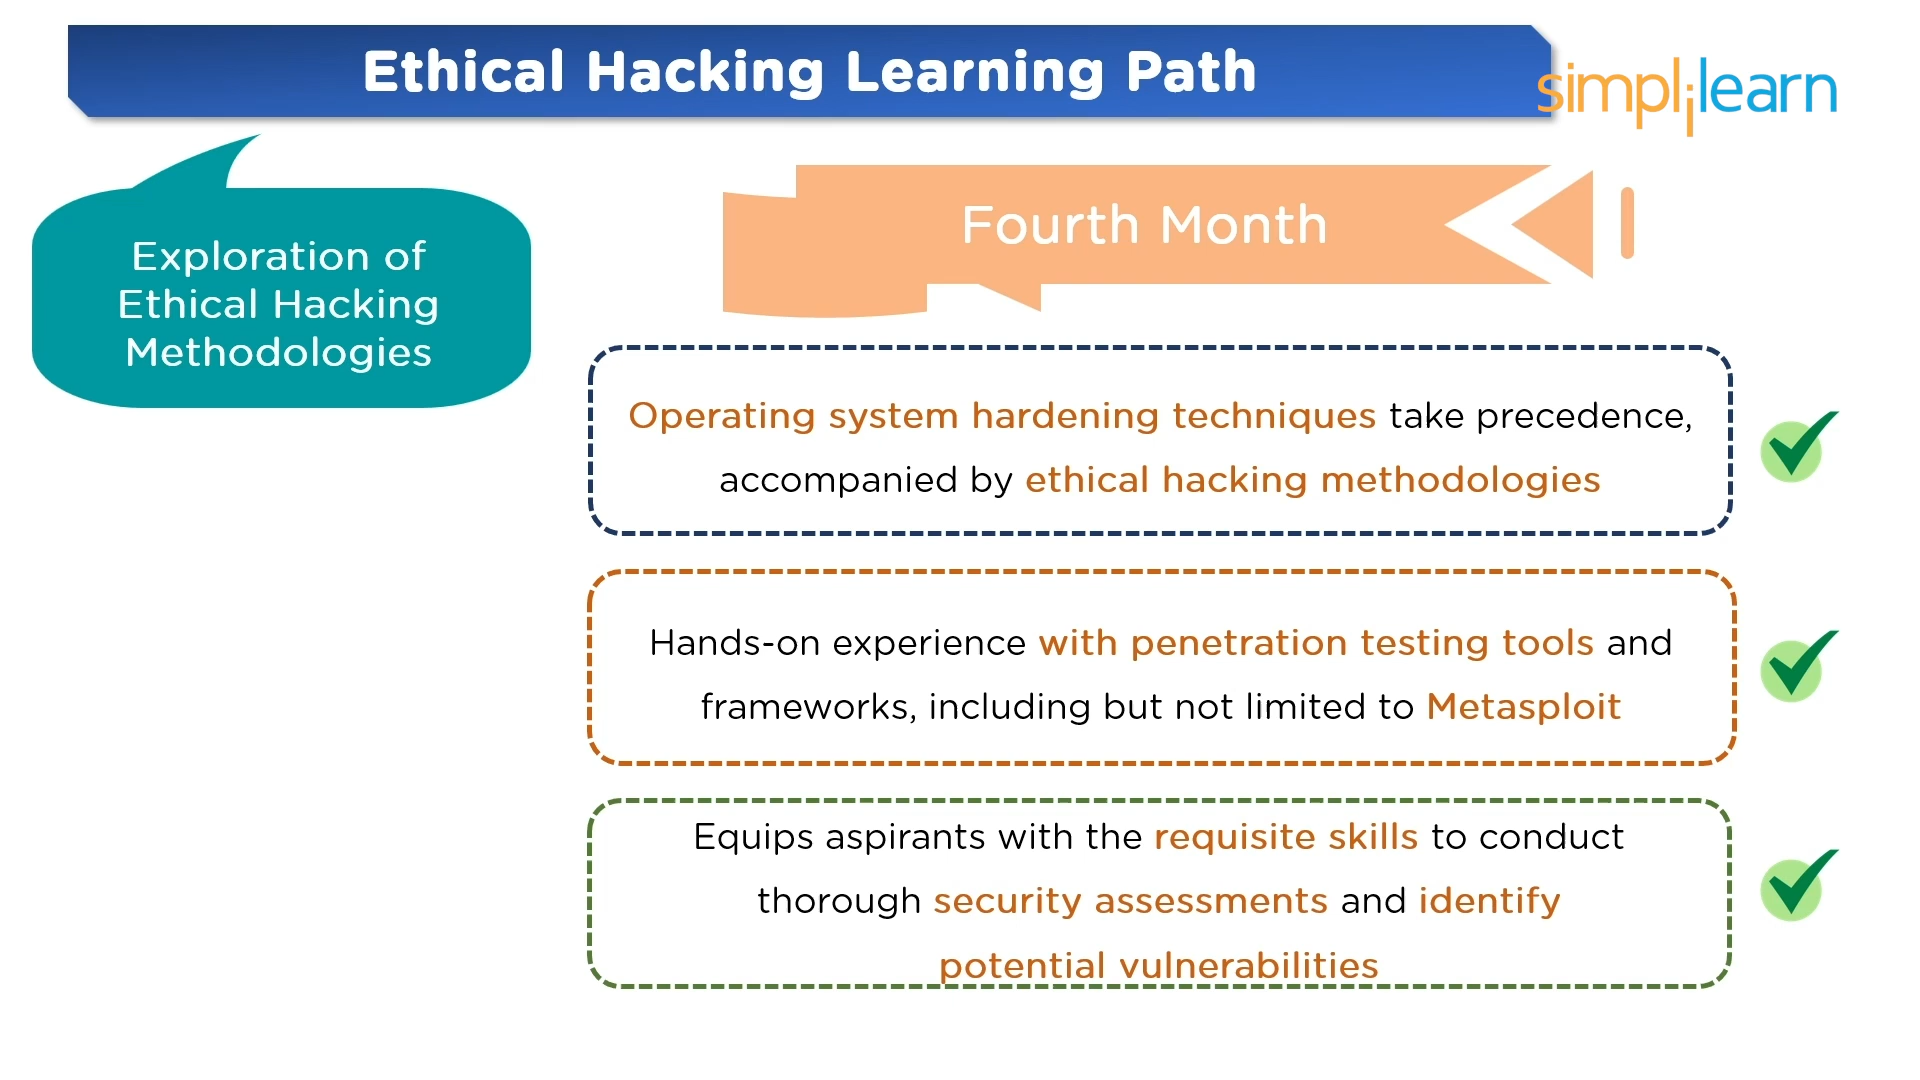 Ethical Hacking Learning Path
simplilearn
Exploration of
Ethical Hacking
Methodologies
Fourth Month
Operating system hardening techniques take precedence,
accompanied by ethical hacking methodologies
Hands-on experience with penetration testing tools and
frameworks, including but not limited to Metasploit
Equips aspirants with the requisite skills to conduct
thorough security assessments and identify
potential vulnerabilities